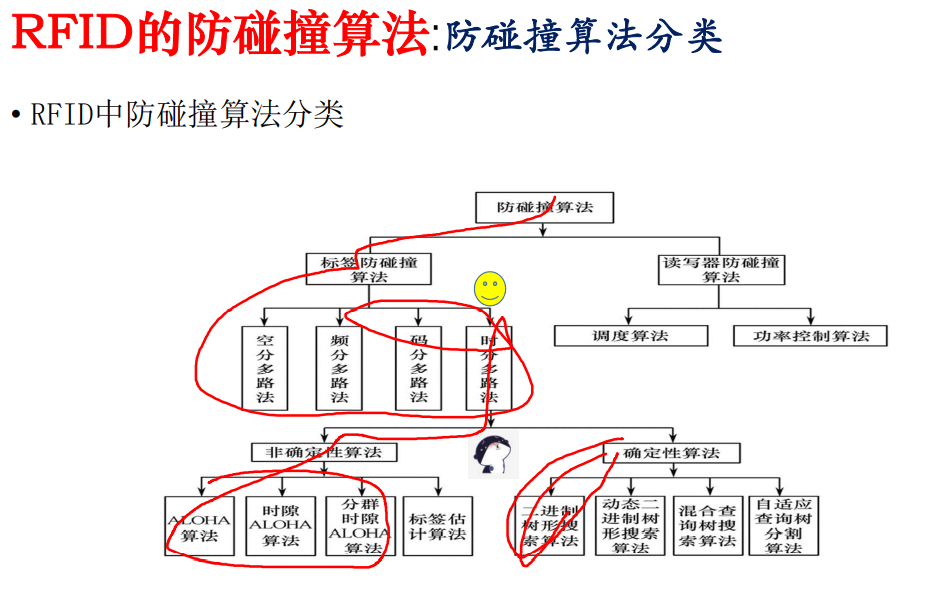 RFID的防碰撞算法:防碰撞算法分类
• RFID中防碰撞算法分类
防碰撞算法
标签防碰撞
算法
读写器防碰撞
算法
空分多路法
频分多路法
码分多路法
时分多路法
调度算法
功率控制算法
非确定性算法
确定性算法
ALOHA
算法
时隙
ALOHA
算法
分群
时隙
ALOHA
算法
标签估
计算法
二进制
树形搜
索算法
动态二
进制树
形搜索
算法
混合查
询树搜
索算法
自适应
查询树
分割
算法